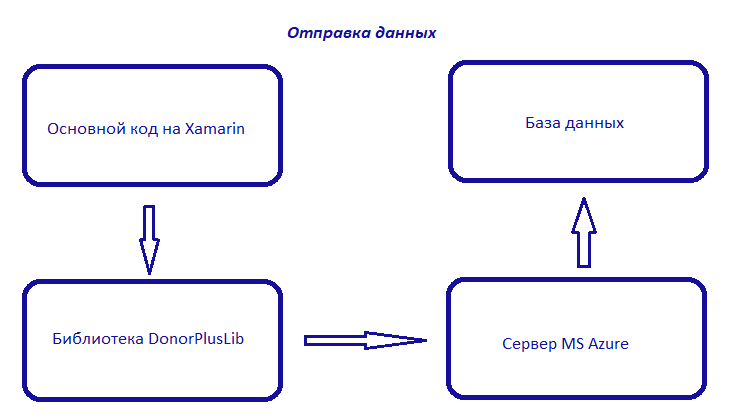 Отправка данных
Основной код на Xamarin
База данных
Библиотека DonorPlusLib
Сервер MS Azure